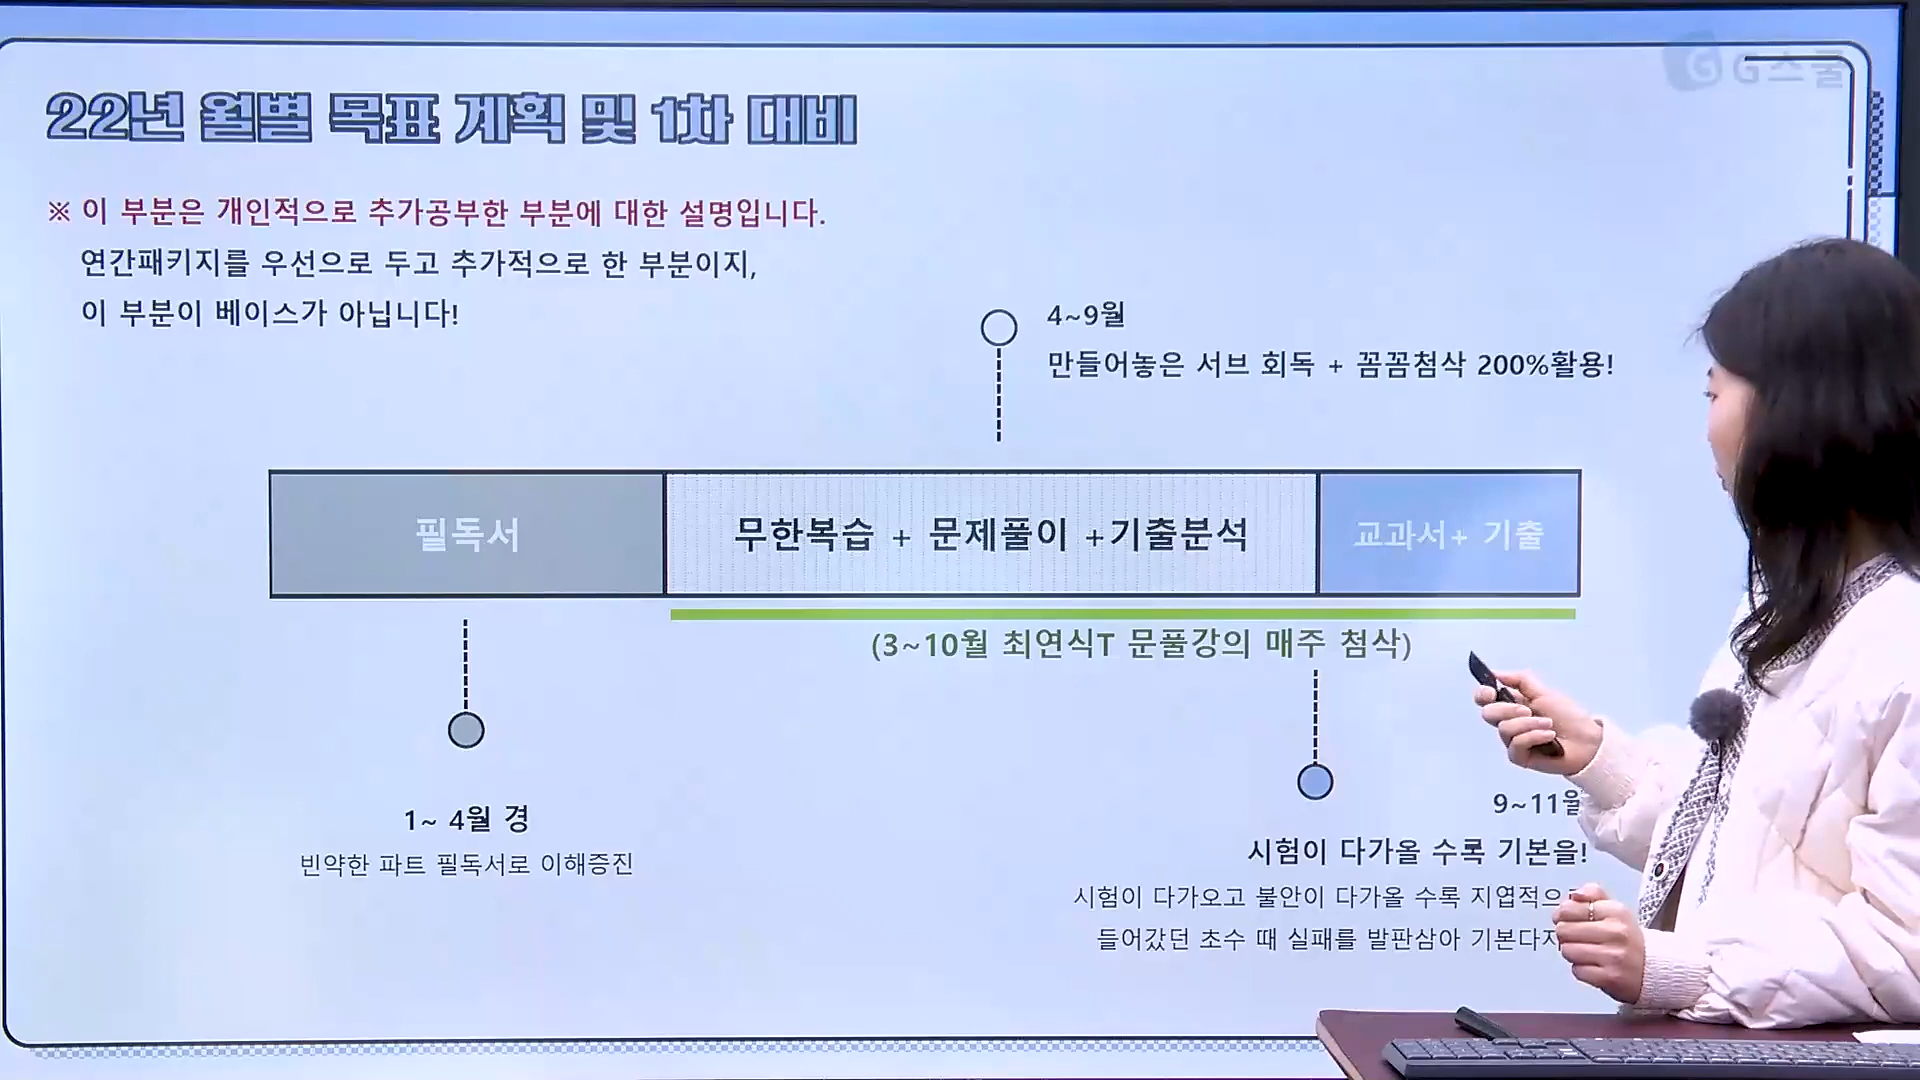 G스쿨
22년 월별 목표 계획 및 1차 대비
※ 이 부분은 개인적으로 추가공부한 부분에 대한 설명입니다.
연간패키지를 우선으로 두고 추가적으로 한 부분이지,
이 부분이 베이스가 아닙니다!
4~9월
만들어놓은 서브 회독 + 꼼꼼첨삭 200%활용!
필독서
무한복습 + 문제풀이 +기출분석
교과서+ 기출
(3~10월 최연식T 문풀강의 매주 첨삭)
1~ 4월 경
빈약한 파트 필독서로 이해증진
9~11월
시험이 다가올 수록 기본을!
시험이 다가오고 불안이 다가올 수록 지엽적으
들어갔던 초수 때 실패를 발판삼아 기본다지